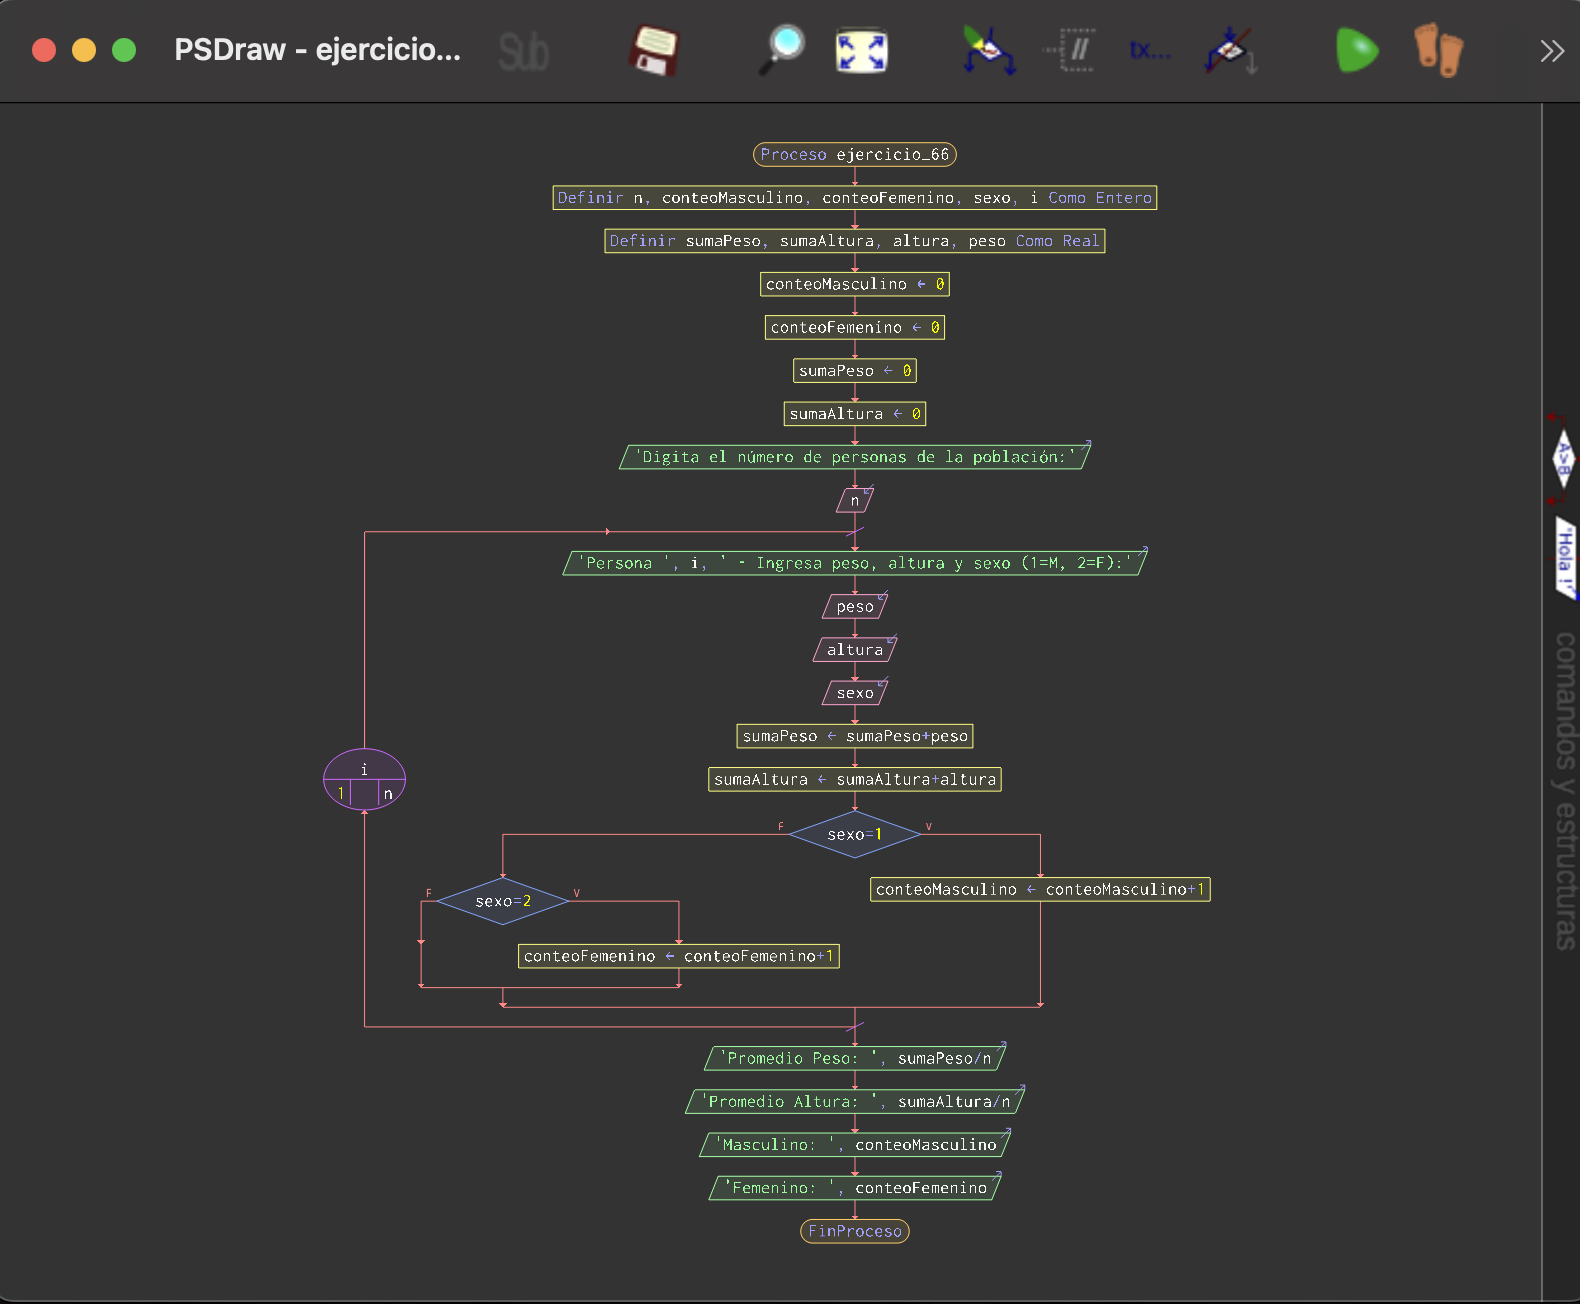 PSDraw - ejercicio...
Sub
//
tx...
Proceso ejercicio_66
Definir n, conteoMasculino, conteoFemenino, sexo, i Como Entero
Definir sumaPeso, sumaAltura, altura, peso Como Real
conteoMasculino ← 0
conteoFemenino ← 0
sumaPeso ← 0
sumaAltura ← 0
'Digita el número de personas de la población:'
n
'Persona ', i, ' - Ingresa peso, altura y sexo (1=M, 2=F):'
peso
altura
sexo
sumaPeso ← sumaPeso+peso
sumaAltura ← sumaAltura+altura
i
1 n
F sexo=1 V
conteoMasculino ← conteoMasculino+1
F sexo=2 V
conteoFemenino ← conteoFemenino+1
'Promedio Peso: ', sumaPeso/n
'Promedio Altura: ', sumaAltura/n
'Masculino: ', conteoMasculino
'Femenino: ', conteoFemenino
FinProceso
A>B
"Hola !"
comandos y estructuras